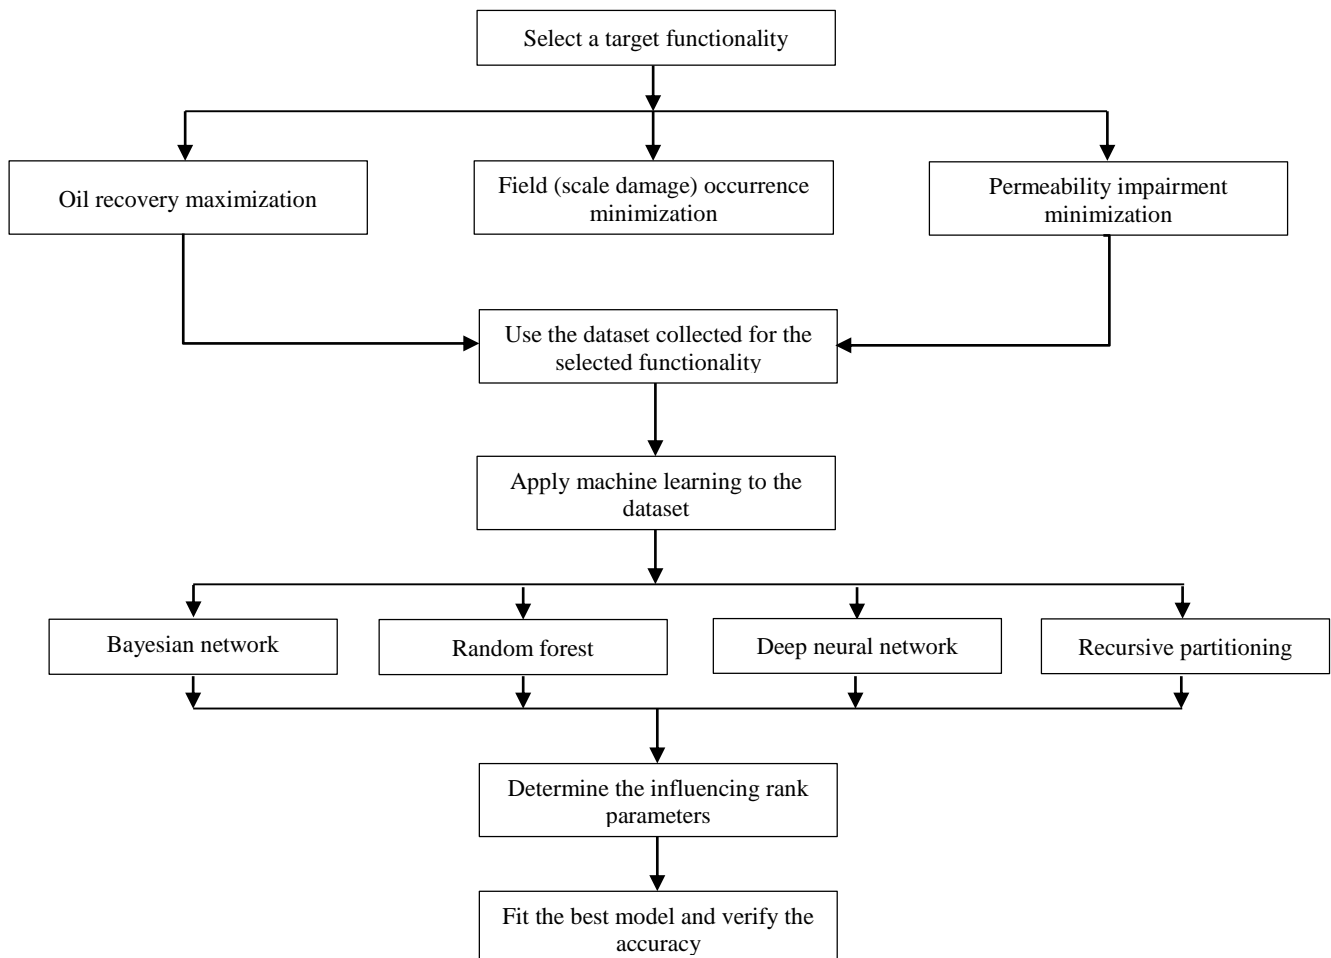 Select a target functionality
Oil recovery maximization
Field (scale damage) occurrence
minimization
Permeability impairment
minimization
Use the dataset collected for the
selected functionality
Apply machine learning to the
dataset
Bayesian network
Random forest
Deep neural network
Recursive partitioning
Determine the influencing rank
parameters
Fit the best model and verify the
accuracy